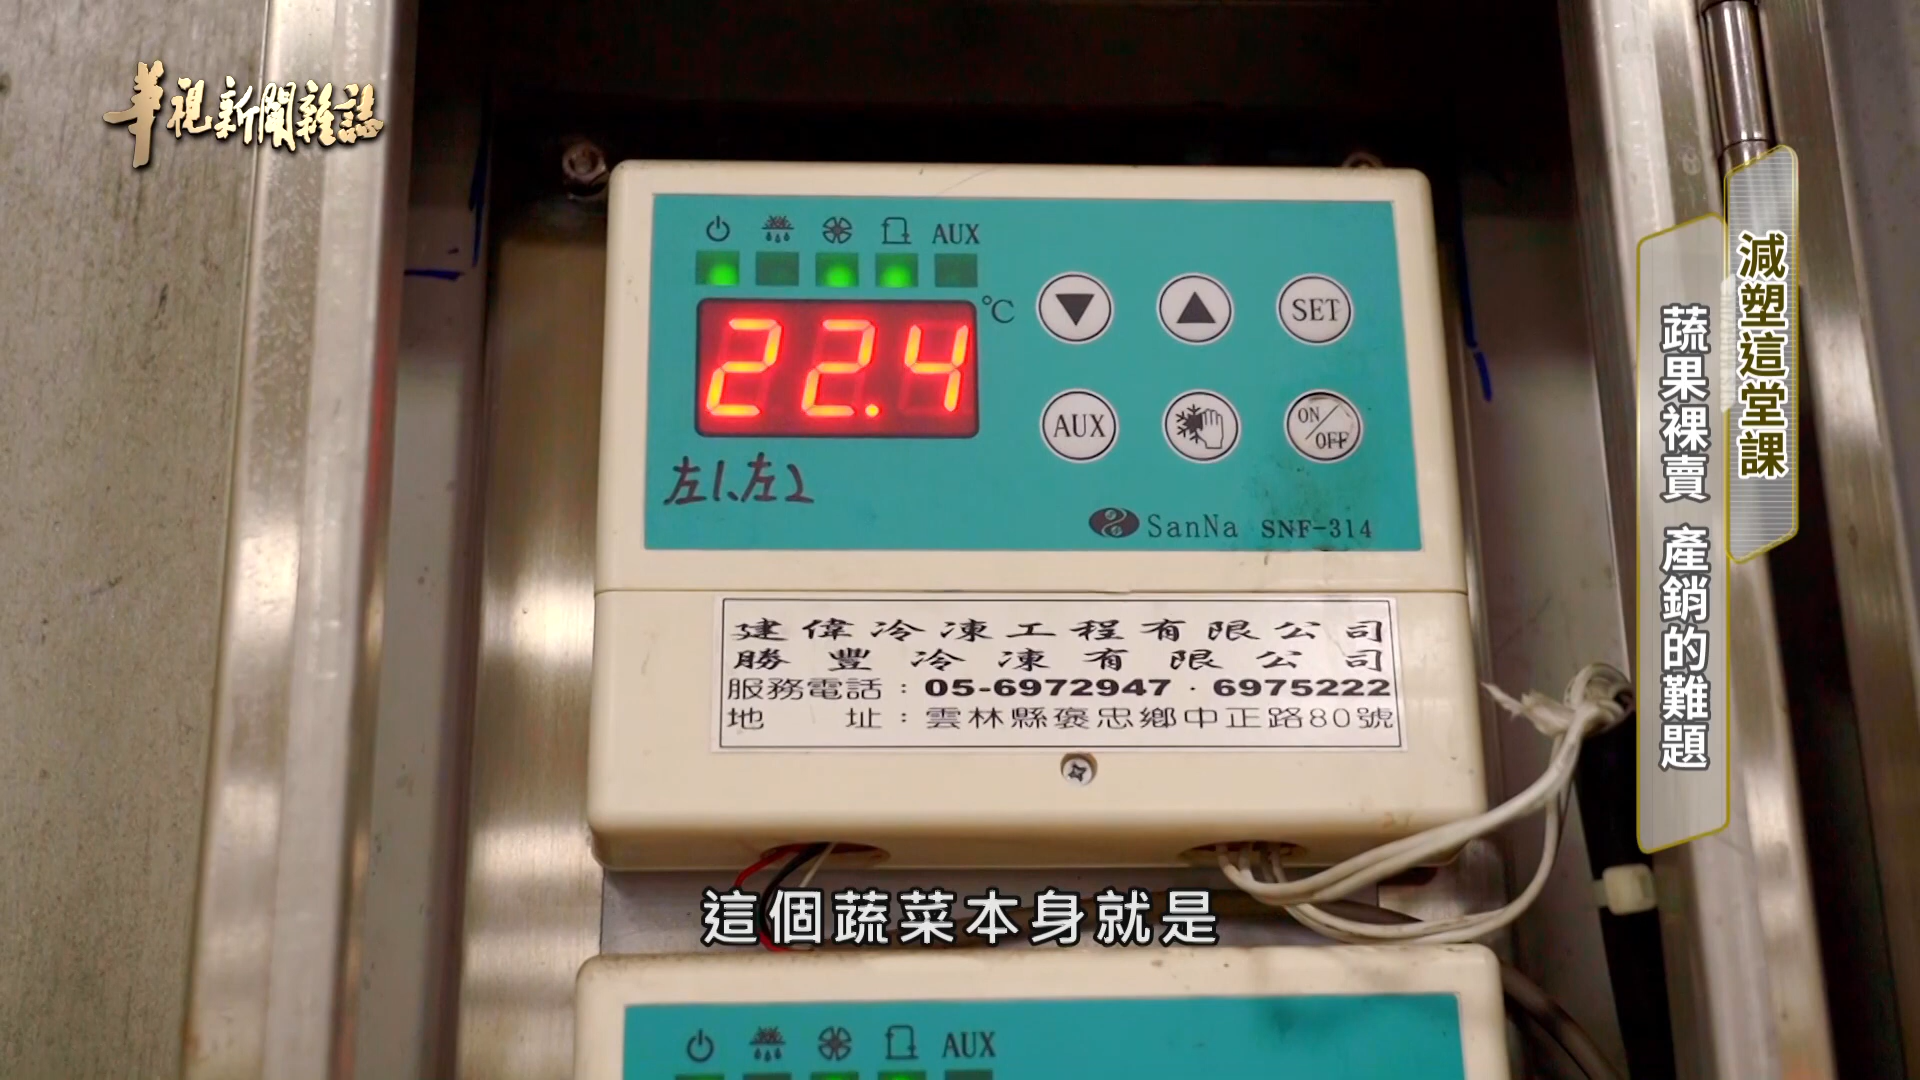 華視新聞雜誌
減塑這堂課
蔬果裸賣 產銷的難題
AUX
22.4
℃
SET
AUX
ON/OFF
左1、左2
SanNa SNF-314
建偉冷凍工程有限公司
勝豐冷凍有限公司
服務電話：05-6972947．6975222
地址：雲林縣褒忠鄉中正路80號
這個蔬菜本身就是
AUX